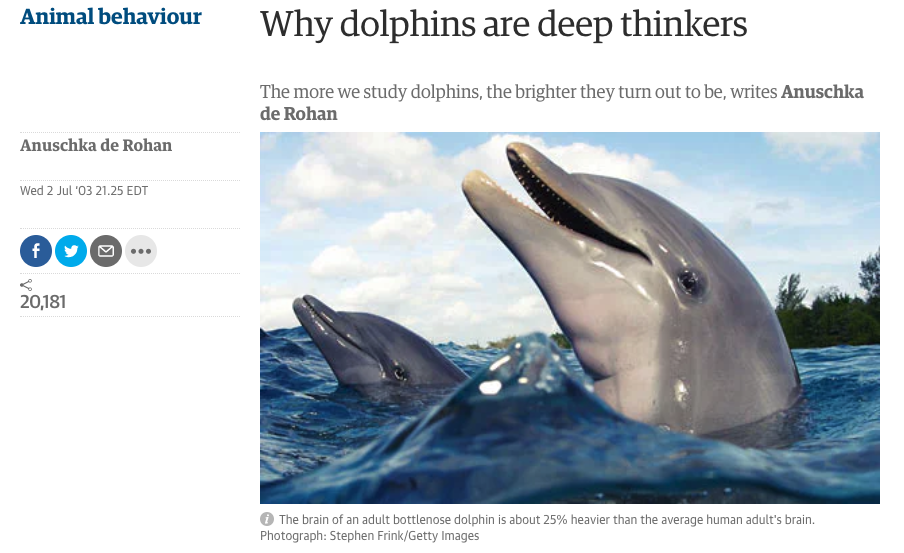 Animal behaviour
Why dolphins are deep thinkers
The more we study dolphins, the brighter they turn out to be, writes Anuschka
de Rohan
Anuschka de Rohan
Wed 2 Jul ‘03 21.25 EDT
20,181
The brain of an adult bottlenose dolphin is about 25% heavier than the average human adult's brain.
Photograph: Stephen Frink/Getty Images